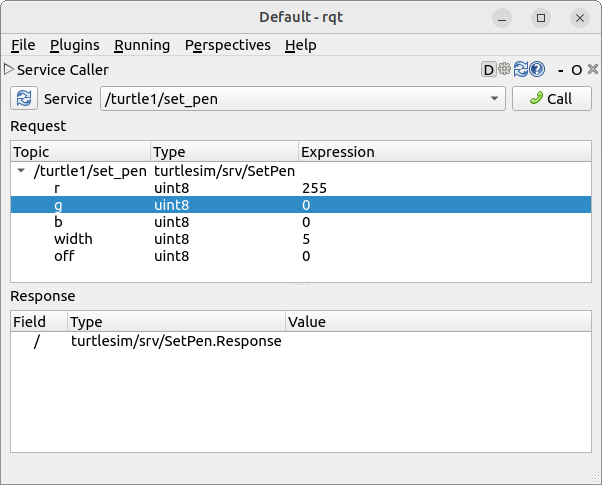 Default - rqt
File Plugins Running Perspectives Help
Service Caller D - O
Service /turtle1/set_pen Call
Request
Topic Type Expression
/turtle1/set_pen turtlesim/srv/SetPen
r uint8 255
g uint8 0
b uint8 0
width uint8 5
off uint8 0
Response
Field Type Value
/ turtlesim/srv/SetPen.Response